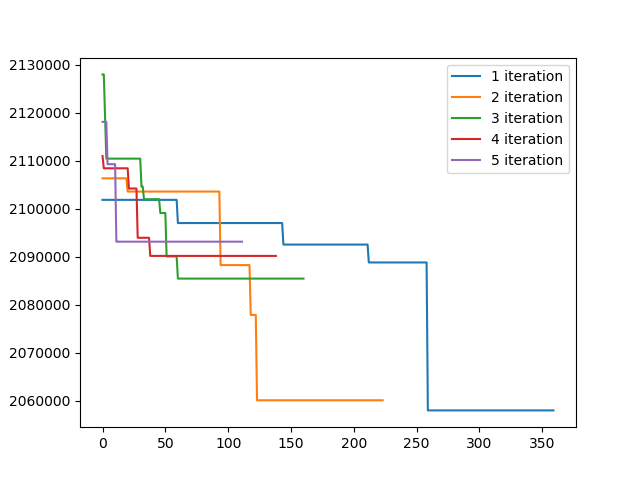 2130000
2120000
2110000
2100000
2090000
2080000
2070000
2060000
0 50 100 150 200 250 300 350
1 iteration
2 iteration
3 iteration
4 iteration
5 iteration